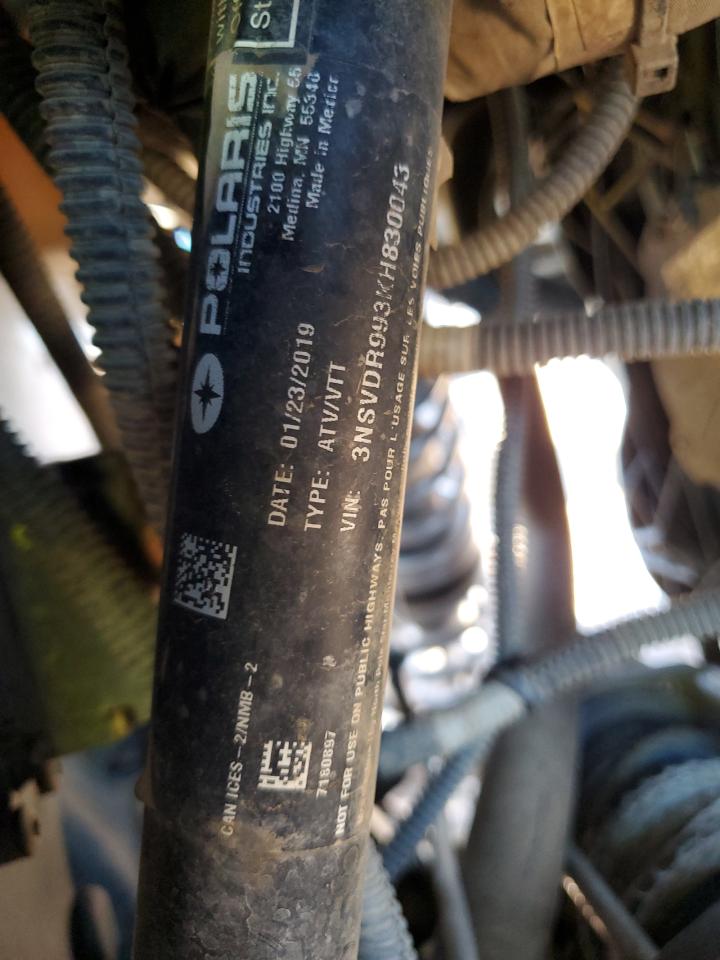 St
POLARIS
INDUSTRIES INC.
2100 Highway 55
Medina, MN 55340
Made in
DATE: 01/23/2019
TYPE: ATV/VTT
VIN: 3NSVDR993KH830043
NOT FOR USE ON PUBLIC HIGHWAYS. PAS POUR L'USAGE SUR LES VOIES PUBLIQUES
CAN ICES-2/NMB-2
7180897